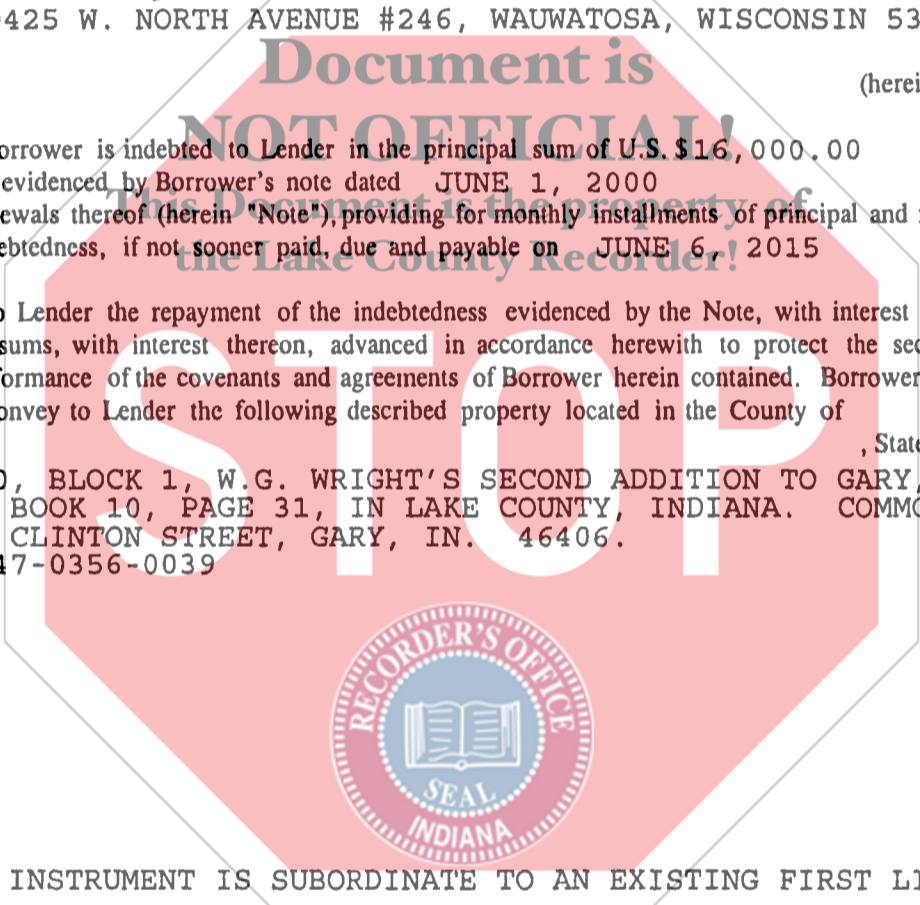 425 W. NORTH AVENUE #246, WAUWATOSA, WISCONSIN 53
Document is
(herei
NOT OFFICIAL!
orrower is indebted to Lender in the principal sum of U.S. $16,000.00
evidenced by Borrower's note dated JUNE 1, 2000
This Document is the property of
ewals thereof (herein "Note"), providing for monthly installments of principal and
ebtedness, if not sooner paid, due and payable on JUNE 6, 2015
the Lake County Recorder!
Lender the repayment of the indebtedness evidenced by the Note, with interest
sums, with interest thereon, advanced in accordance herewith to protect the sec
ormance of the covenants and agreements of Borrower herein contained. Borrower
onvey to Lender the following described property located in the County of
, State
STOP
, BLOCK 1, W.G. WRIGHT'S SECOND ADDITION TO GARY,
BOOK 10, PAGE 31, IN LAKE COUNTY, INDIANA. COMMO
CLINTON STREET, GARY, IN. 46406.
47-0356-0039
RECORDER'S OFFICE
SEAL
INDIANA
INSTRUMENT IS SUBORDINATE TO AN EXISTING FIRST LI